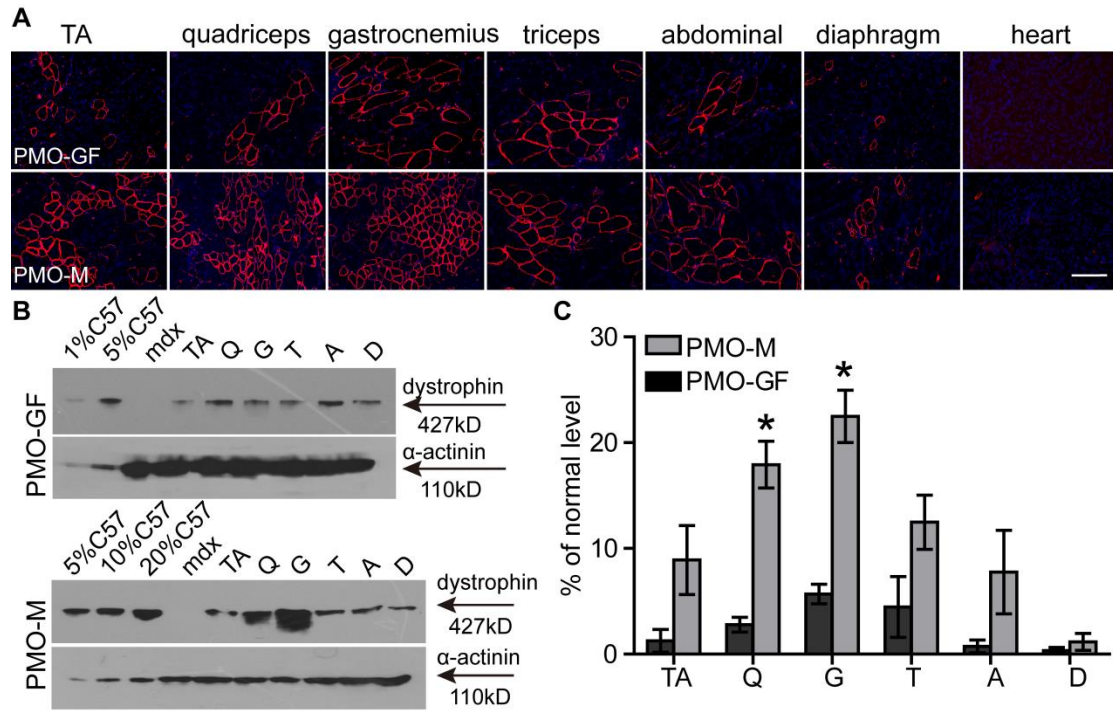 A
TA quadriceps gastrocnemius triceps abdominal diaphragm heart
PMO-GF
PMO-M
B
1%C57 5%C57 mdx TA Q G T A D
PMO-GF
dystrophin
427kD
α-actinin
110kD
5%C57 10%C57 20%C57 mdx TA Q G T A D
PMO-M
dystrophin
427kD
α-actinin
110kD
C
% of normal level
30
20
10
0
PMO-M
PMO-GF
*
*
TA Q G T A D